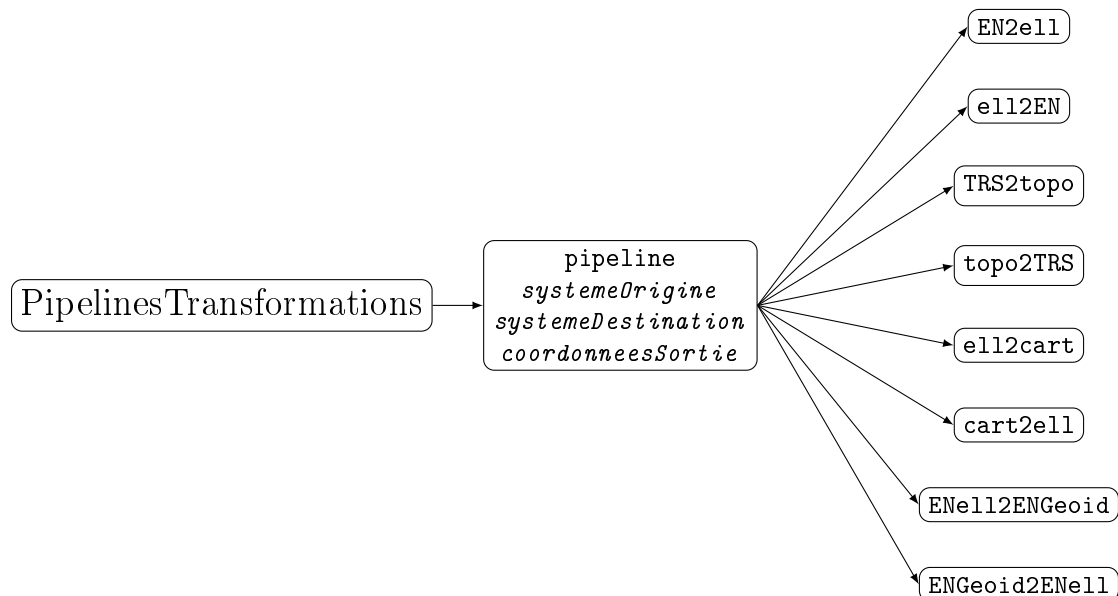 PipelinesTransformations
pipeline
systemeOrigine
systemeDestination
coordonneesSortie
EN2ell
ell2EN
TRS2topo
topo2TRS
ell2cart
cart2ell
ENell2ENGeoid
ENGeoid2ENell